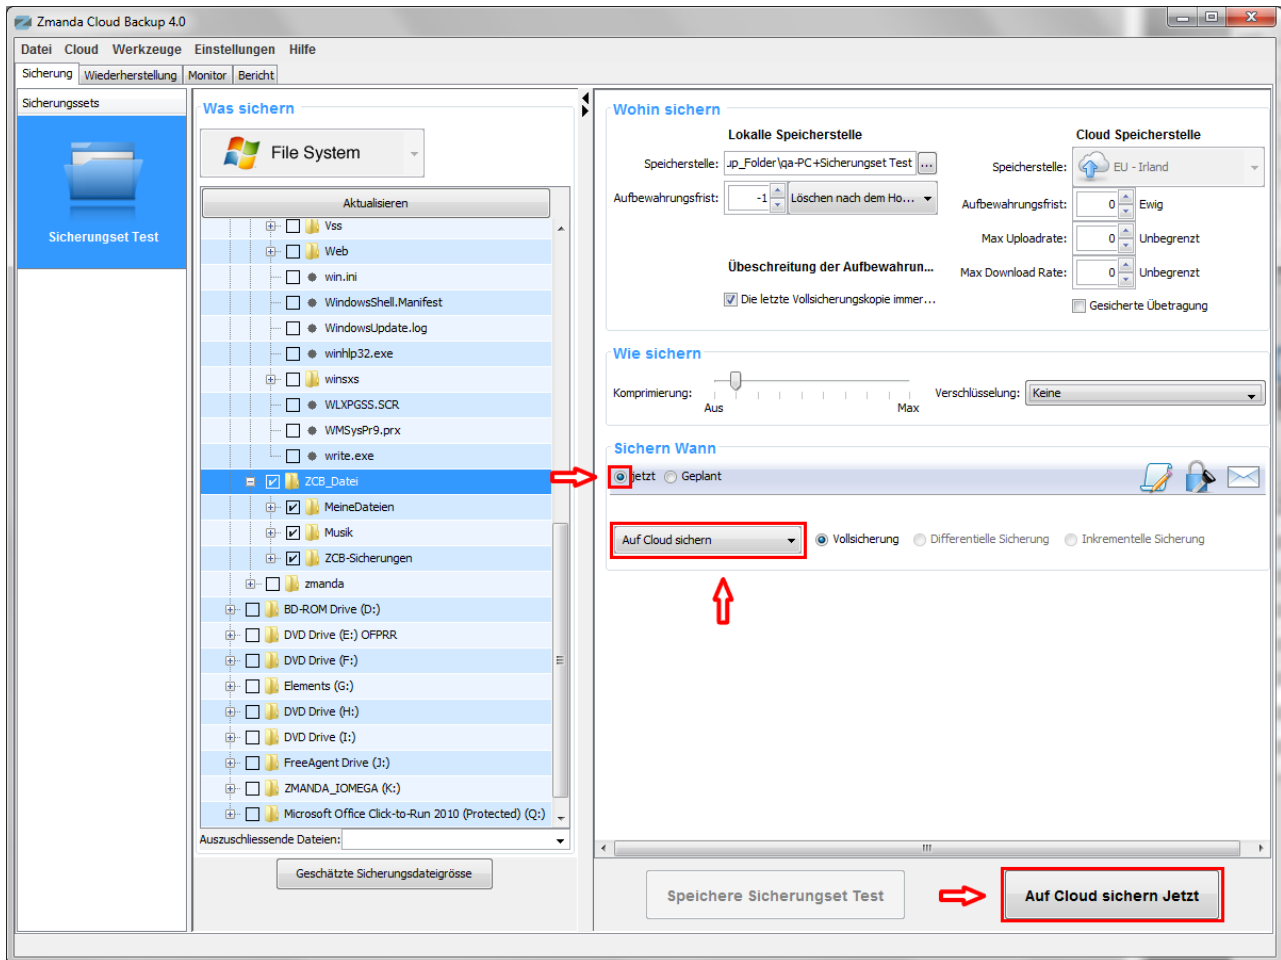 Zmanda Cloud Backup 4.0
Datei Cloud Werkzeuge Einstellungen Hilfe
Sicherung Wiederherstellung Monitor Bericht
Sicherungssets
Sicherungset Test
Was sichern
File System
Aktualisieren
Vss
Web
win.ini
WindowsShell.Manifest
WindowsUpdate.log
winhlp32.exe
winsxs
WLXPGSS.SCR
WMSysPr9.prx
write.exe
ZCB_Datei
MeineDateien
Musik
ZCB-Sicherungen
zmanda
BD-ROM Drive (D:)
DVD Drive (E:) OFPRR
DVD Drive (F:)
Elements (G:)
DVD Drive (H:)
DVD Drive (I:)
FreeAgent Drive (J:)
ZMANDA_IOMEGA (K:)
Microsoft Office Click-to-Run 2010 (Protected) (Q:)
Auszuschliessende Dateien:
Geschätzte Sicherungsdateigrösse
Wohin sichern
Lokalle Speicherstelle
Speicherstelle: up_Folder\qa-PC+Sicherungset Test ...
Aufbewahrungsfrist: -1 Löschen nach dem Ho...
Übeschreitung der Aufbewahrun...
Die letzte Vollsicherungskopie immer...
Cloud Speicherstelle
Speicherstelle: EU - Irland
Aufbewahrungsfrist: 0 Ewig
Max Uploadrate: 0 Unbegrenzt
Max Download Rate: 0 Unbegrenzt
Gesicherte Übetragung
Wie sichern
Komprimierung: Aus Max
Verschlüsselung: Keine
Sichern Wann
jetzt Geplant
Auf Cloud sichern Vollsicherung Differentielle Sicherung Inkrementelle Sicherung
Speichere Sicherungset Test
Auf Cloud sichern Jetzt